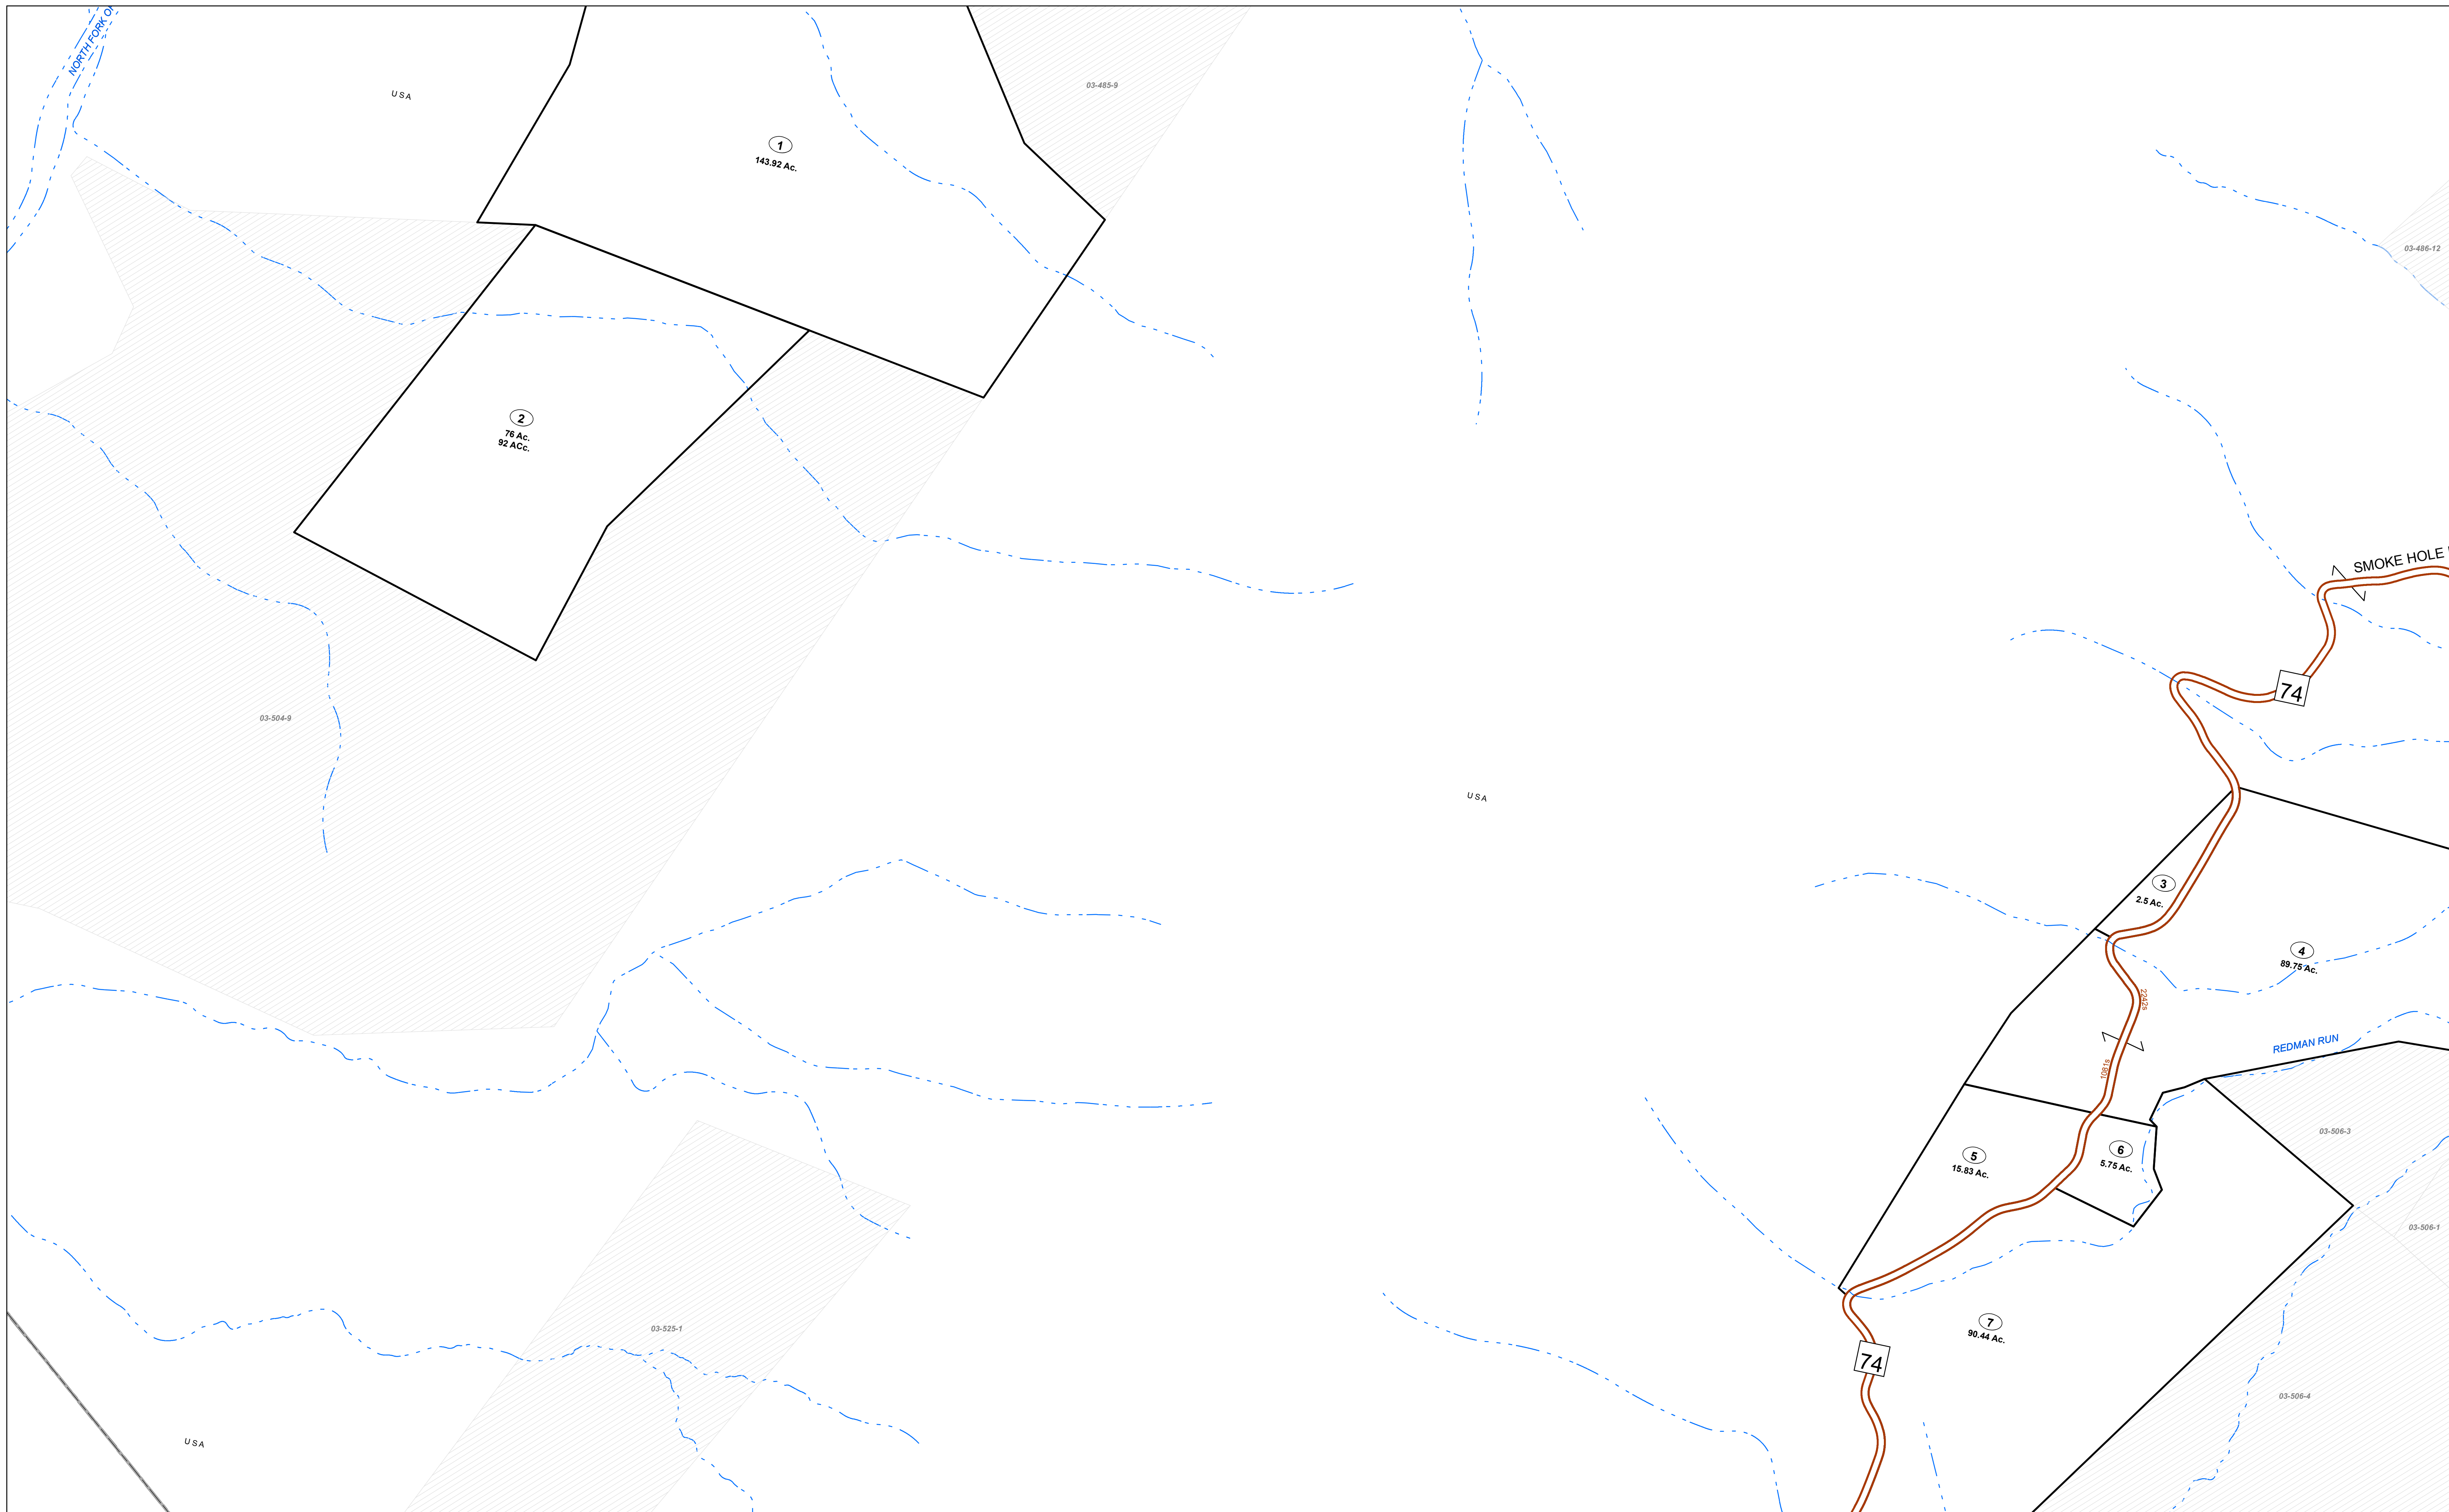 NORTH FORK OF
U S A
03-485-9
1
143.92 Ac.
03-486-12
2
76 Ac.
92 ACc.
SMOKE HOLE
74
03-504-9
U S A
3
2.5 Ac.
4
89.75 Ac.
2242s
REDMAN RUN
1081s
03-506-3
6
5.75 Ac.
5
15.83 Ac.
03-506-1
03-525-1
7
90.44 Ac.
74
03-506-4
U S A